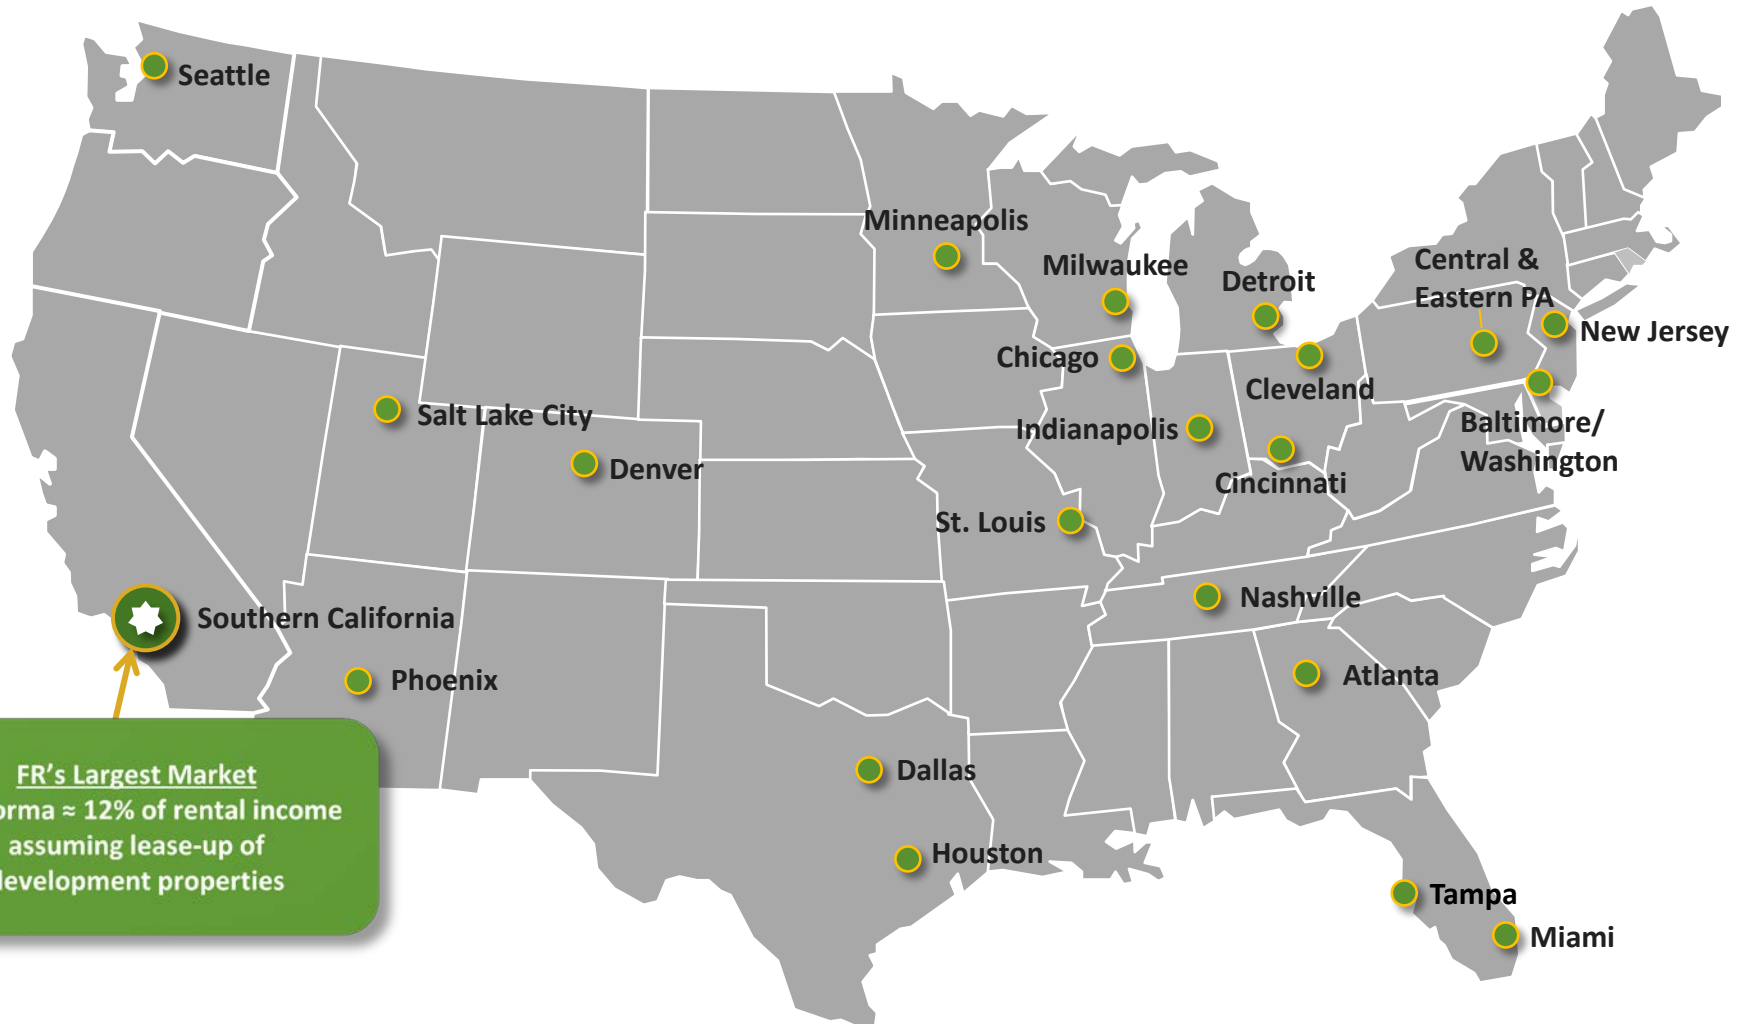 Seattle
Minneapolis
Milwaukee
Detroit
Central &
Eastern PA
New Jersey
Chicago
Cleveland
Salt Lake City
Indianapolis
Baltimore/
Washington
Denver
Cincinnati
St. Louis
Nashville
Southern California
Phoenix
Atlanta
Dallas
Houston
Tampa
Miami
FR's Largest Market
≈ 12% of rental income
assuming lease-up of
properties